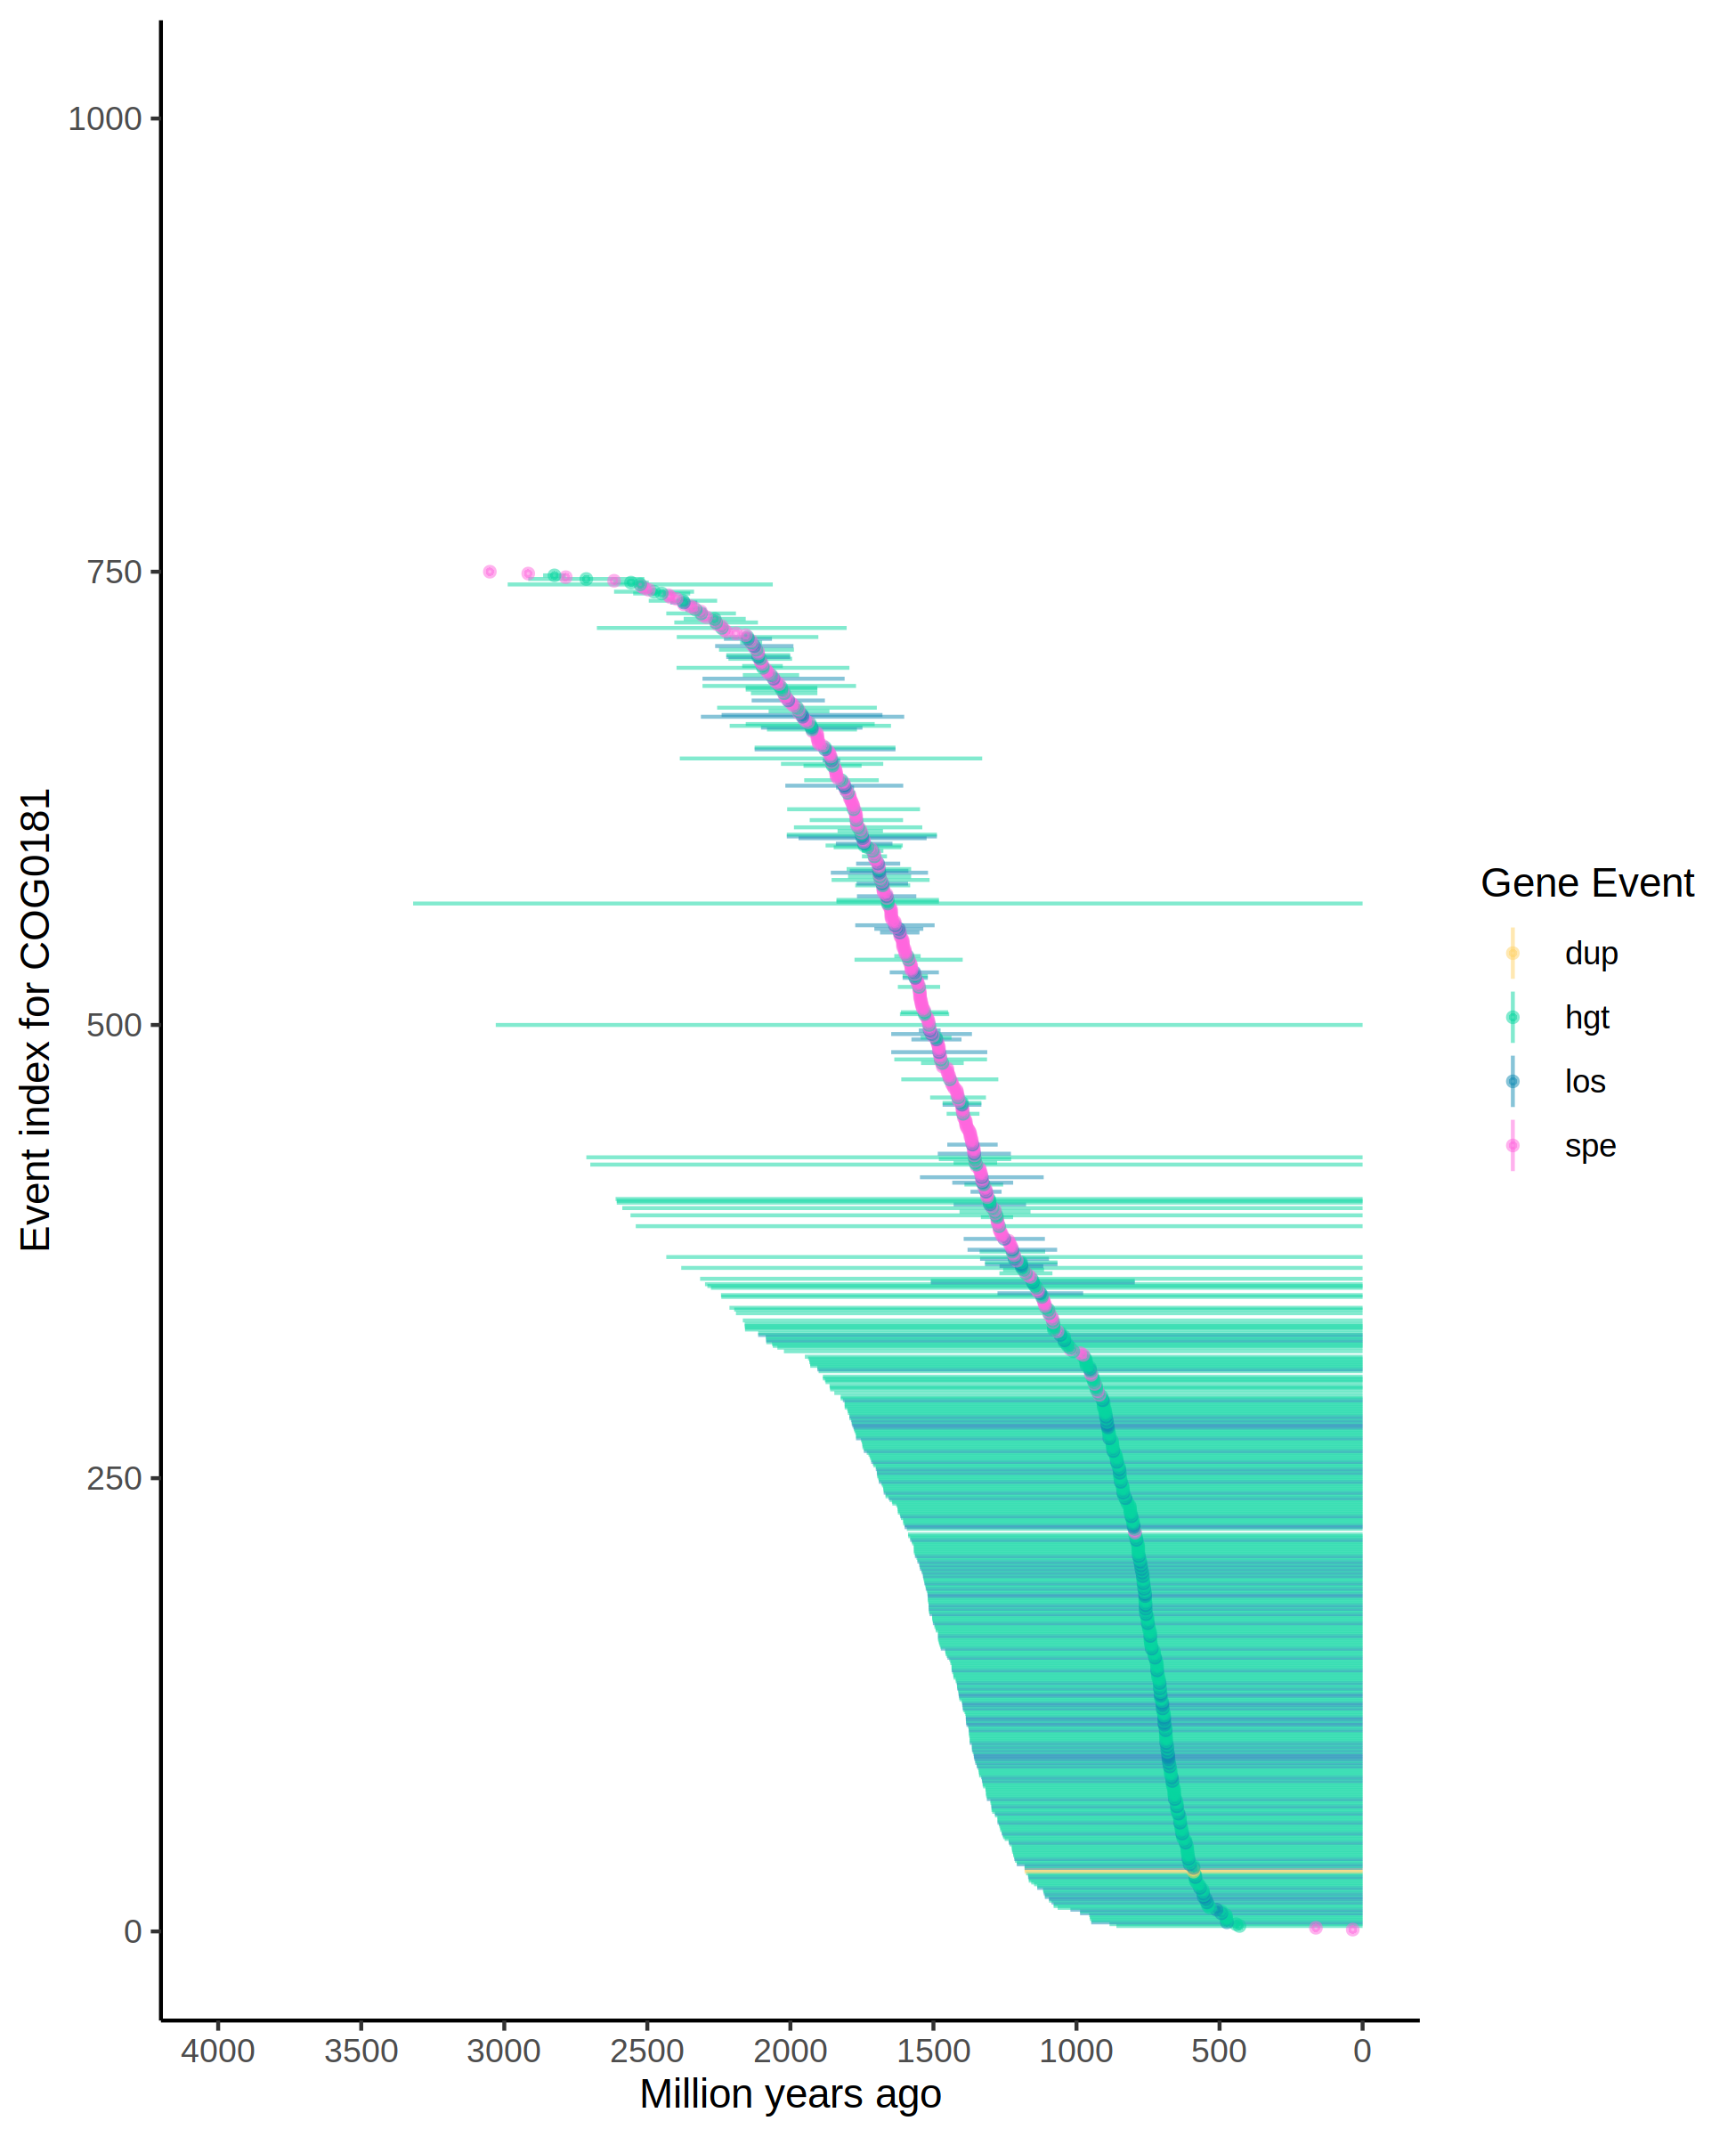 1000
750
500
250
0
Event index for COG0181
4000 3500 3000 2500 2000 1500 1000 500 0
Million years ago
Gene Event
dup
hgt
los
spe